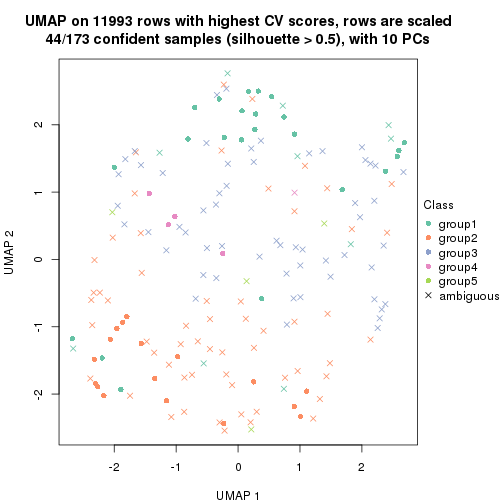 UMAP on 11993 rows with highest CV scores, rows are scaled
44/173 confident samples (silhouette > 0.5), with 10 PCs
2
1
0
-1
-2
UMAP 2
-2
-1
0
1
2
UMAP 1
Class
group1
group2
group3
group4
group5
ambiguous